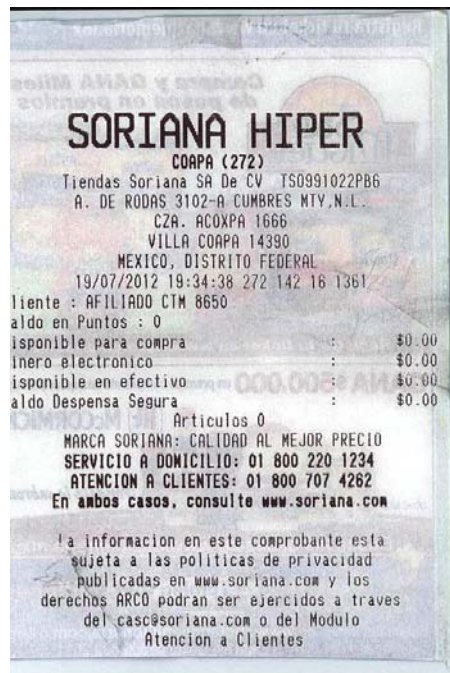 SORIANA HIPER
COAPA (272)
Tiendas Soriana SA De CV TSO991022PB6
A. DE RODAS 3102-A CUMBRES MTY,N.L.
CZA. ACOXPA 1666
VILLA COAPA 14390
MEXICO, DISTRITO FEDERAL
19/07/2012 19:34:38 272 142 16 1361
liente : AFILIADO CTM 8650
aldo en Puntos : 0
isponible para compra : $0.00
inero electronico : $0.00
isponible en efectivo : $0.00
aldo Despensa Segura : $0.00
Articulos 0
MARCA SORIANA: CALIDAD AL MEJOR PRECIO
SERVICIO A DOMICILIO: 01 800 220 1234
ATENCION A CLIENTES: 01 800 707 4262
En ambos casos, consulte www.soriana.com
la informacion en este comprobante esta
sujeta a las politicas de privacidad
publicadas en www.soriana.com y los
derechos ARCO podran ser ejercidos a traves
del casc@soriana.com o del Modulo
Atencion a Clientes